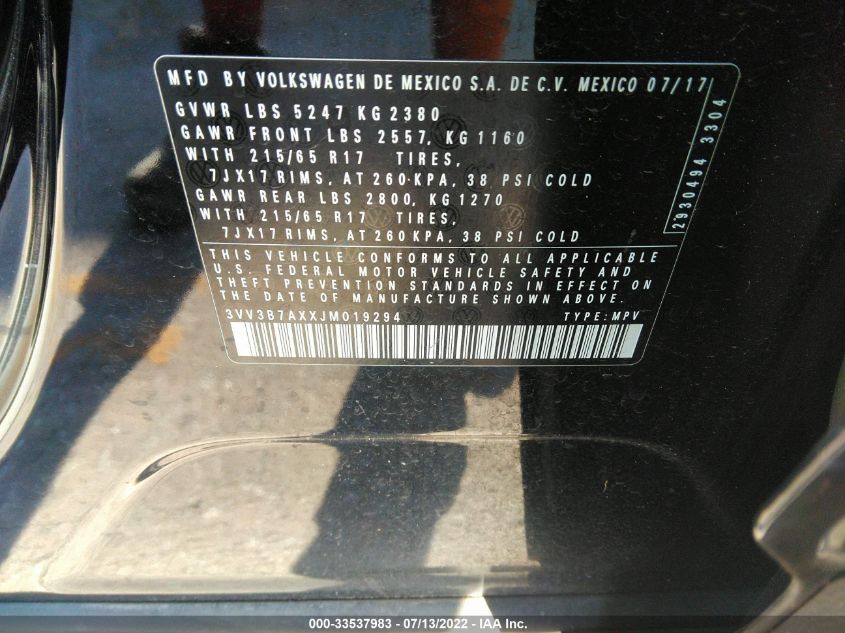 MFD BY VOLKSWAGEN DE MEXICO S.A. DE C.V. MEXICO 07/17
GVWR LBS 5247 KG 2380
GAWR FRONT LBS 2557, KG 1160
WITH 215/65 R17 TIRES,
7JX17 RIMS, AT 260 KPA, 38 PSI COLD
GAWR REAR LBS 2800, KG 1270
WITH 215/65 R17 TIRES,
7JX17 RIMS, AT 260 KPA, 38 PSI COLD
2930494 3304
THIS VEHICLE CONFORMS TO ALL APPLICABLE
U.S. FEDERAL MOTOR VEHICLE SAFETY AND
THEFT PREVENTION STANDARDS IN EFFECT ON
THE DATE OF MANUFACTURE SHOWN ABOVE.
3VV3B7AXXJM019294 TYPE: MPV
000-33537983 / 07/13/2022 - IAA Inc.